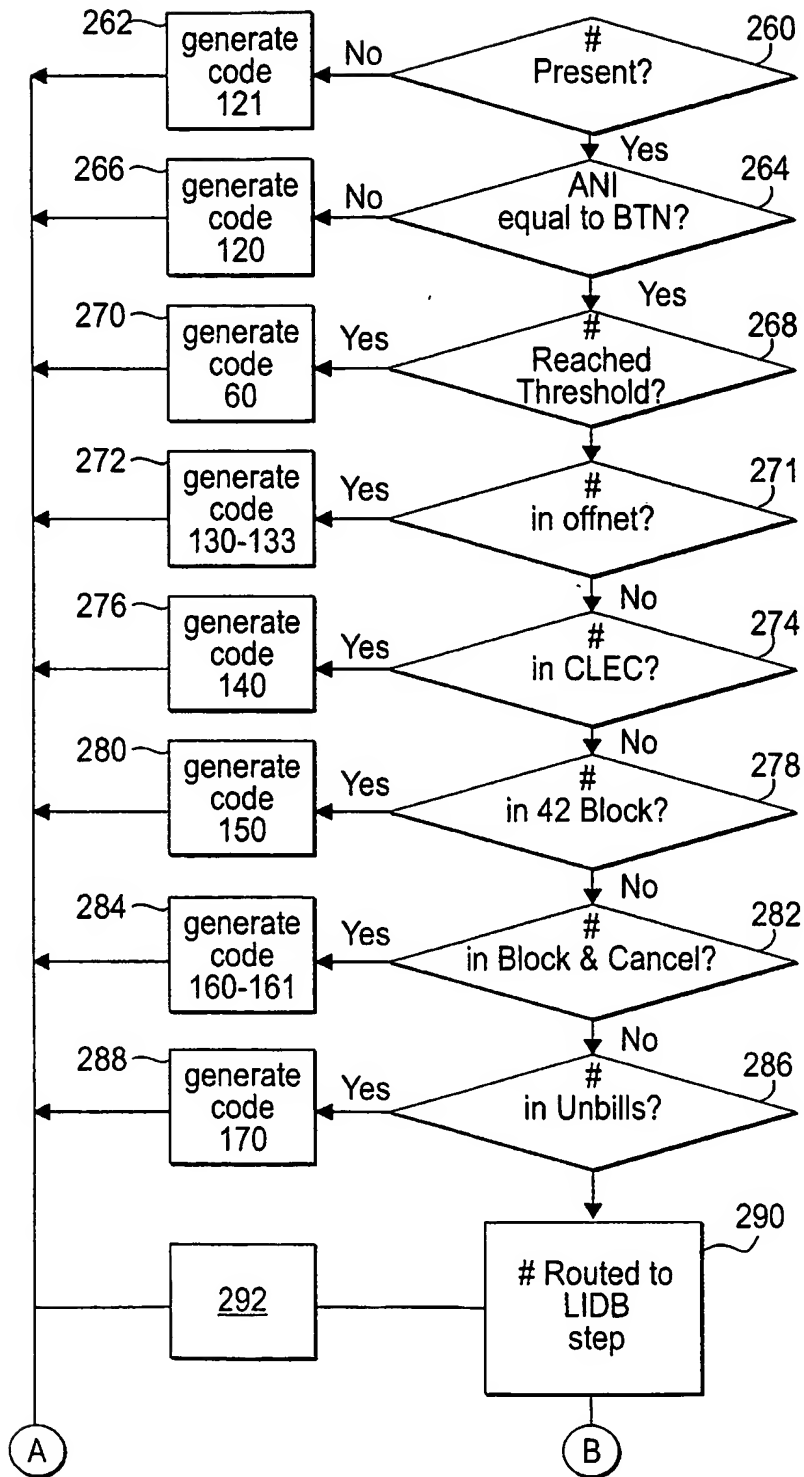 262
generate
code
121
No
#
Present?
260
Yes
266
generate
code
120
No
ANI
equal to BTN?
264
Yes
270
generate
code
60
Yes
#
Reached
Threshold?
268
272
generate
code
130-133
Yes
#
in offnet?
271
No
276
generate
code
140
Yes
#
in CLEC?
274
No
280
generate
code
150
Yes
#
in 42 Block?
278
No
284
generate
code
160-161
Yes
#
in Block & Cancel?
282
No
288
generate
code
170
Yes
#
in Unbills?
286
292
# Routed to
LIDB
step
290
A
B